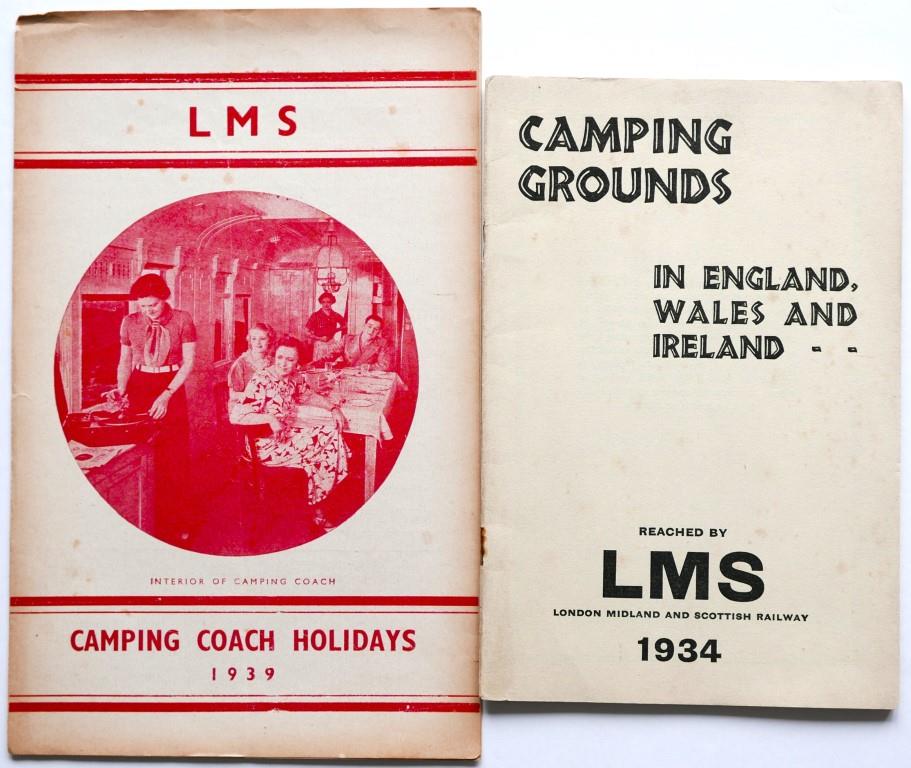 LMS
INTERIOR OF CAMPING COACH
CAMPING COACH HOLIDAYS
1939
CAMPING
GROUNDS
IN ENGLAND,
WALES AND
IRELAND - -
REACHED BY
LMS
LONDON MIDLAND AND SCOTTISH RAILWAY
1934